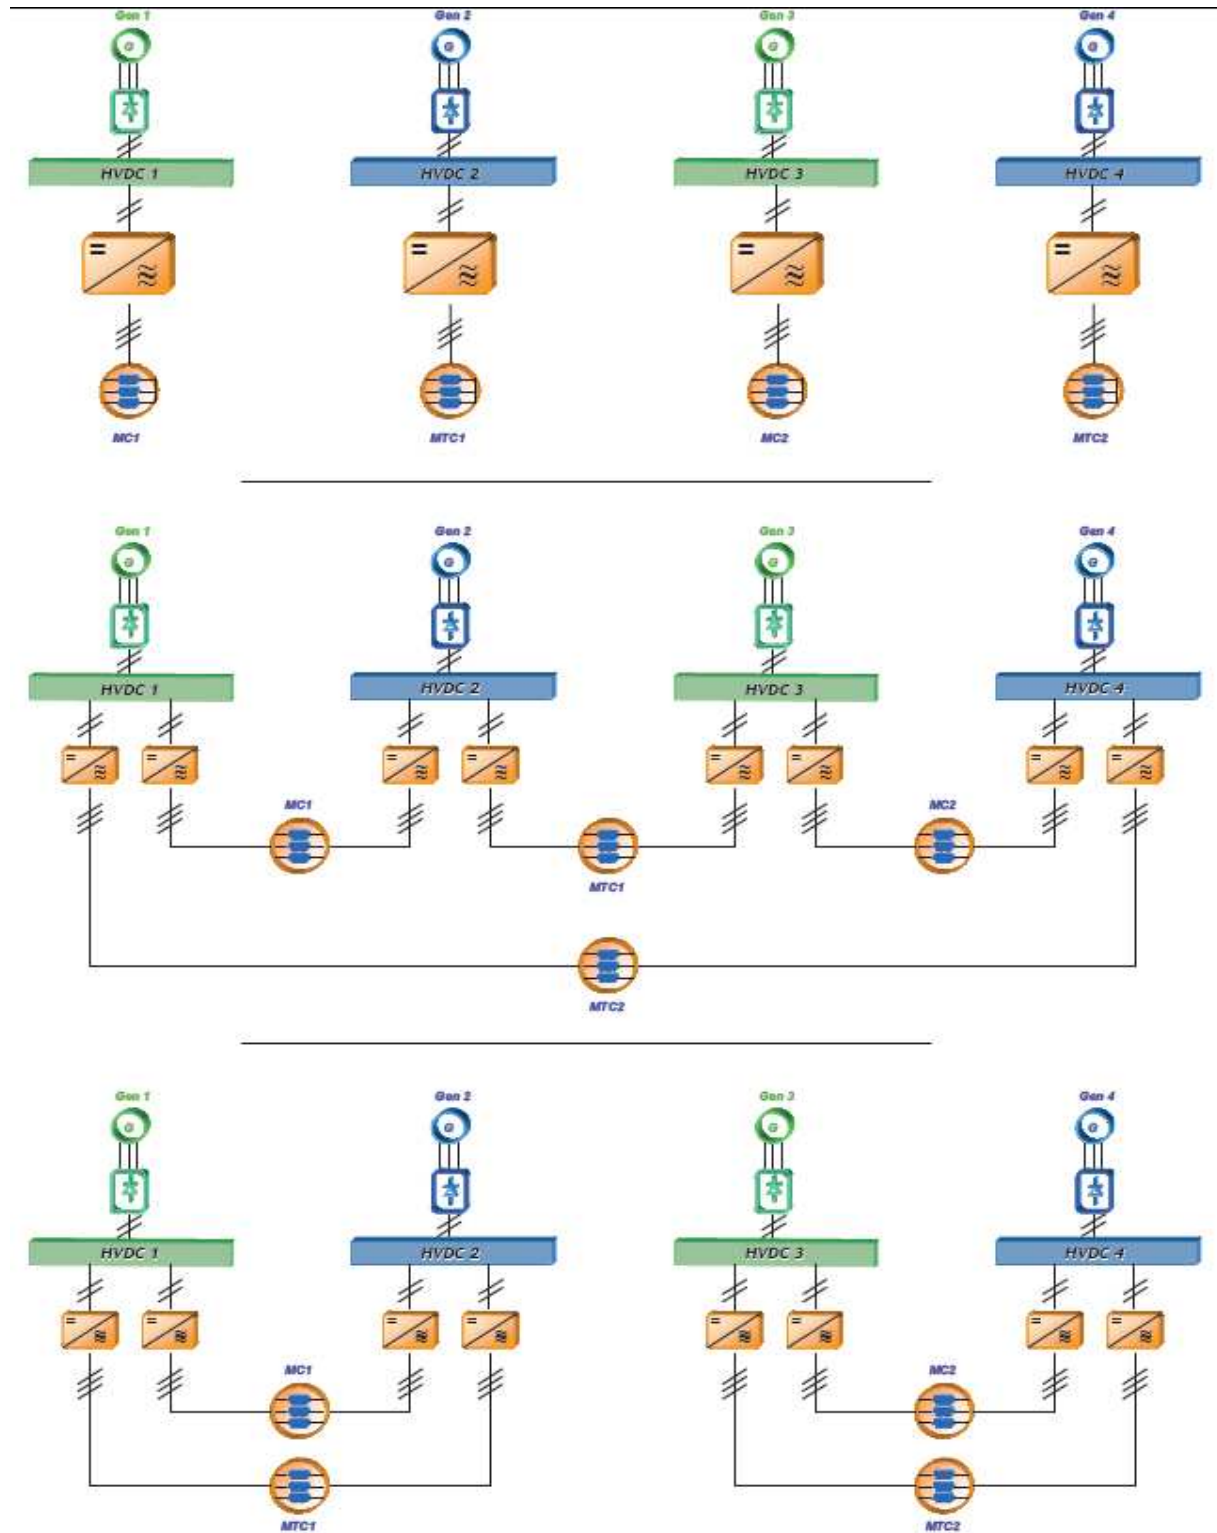 Gen 1 Gen 2 Gen 3 Gen 4
G G G G
HVDC 1 HVDC 2 HVDC 3 HVDC 4
MC1 MTC1 MC2 MTC2
Gen 1 Gen 2 Gen 3 Gen 4
G G G G
HVDC 1 HVDC 2 HVDC 3 HVDC 4
MC1 MC2
MTC1
MTC2
Gen 1 Gen 2 Gen 3 Gen 4
G G G G
HVDC 1 HVDC 2 HVDC 3 HVDC 4
MC1 MC2
MTC1 MTC2